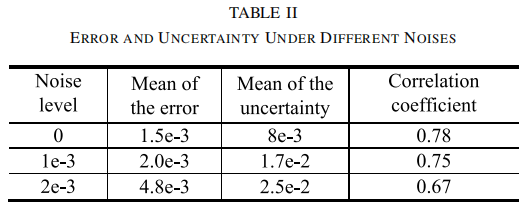 TABLE II
ERROR AND UNCERTAINTY UNDER DIFFERENT NOISES
Noise level Mean of the error Mean of the uncertainty Correlation coefficient
0 1.5e-3 8e-3 0.78
1e-3 2.0e-3 1.7e-2 0.75
2e-3 4.8e-3 2.5e-2 0.67